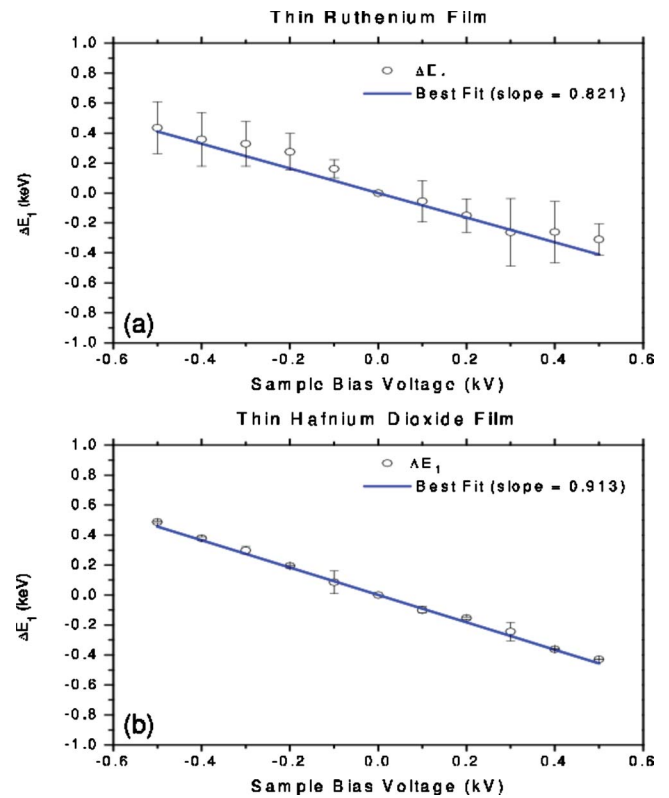 Thin Ruthenium Film
1.0
0.8
0.6
0.4
0.2
0.0
-0.2
-0.4
-0.6
-0.8
-1.0
ΔE₁ (keV)
ΔE.
Best Fit (slope = 0.821)
(a)
-0.6 -0.4 -0.2 0.0 0.2 0.4 0.6
Sample Bias Voltage (kV)
Thin Hafnium Dioxide Film
1.0
0.8
0.6
0.4
0.2
0.0
-0.2
-0.4
-0.6
-0.8
-1.0
ΔE₁ (keV)
ΔE₁
Best Fit (slope = 0.913)
(b)
-0.6 -0.4 -0.2 0.0 0.2 0.4 0.6
Sample Bias Voltage (kV)